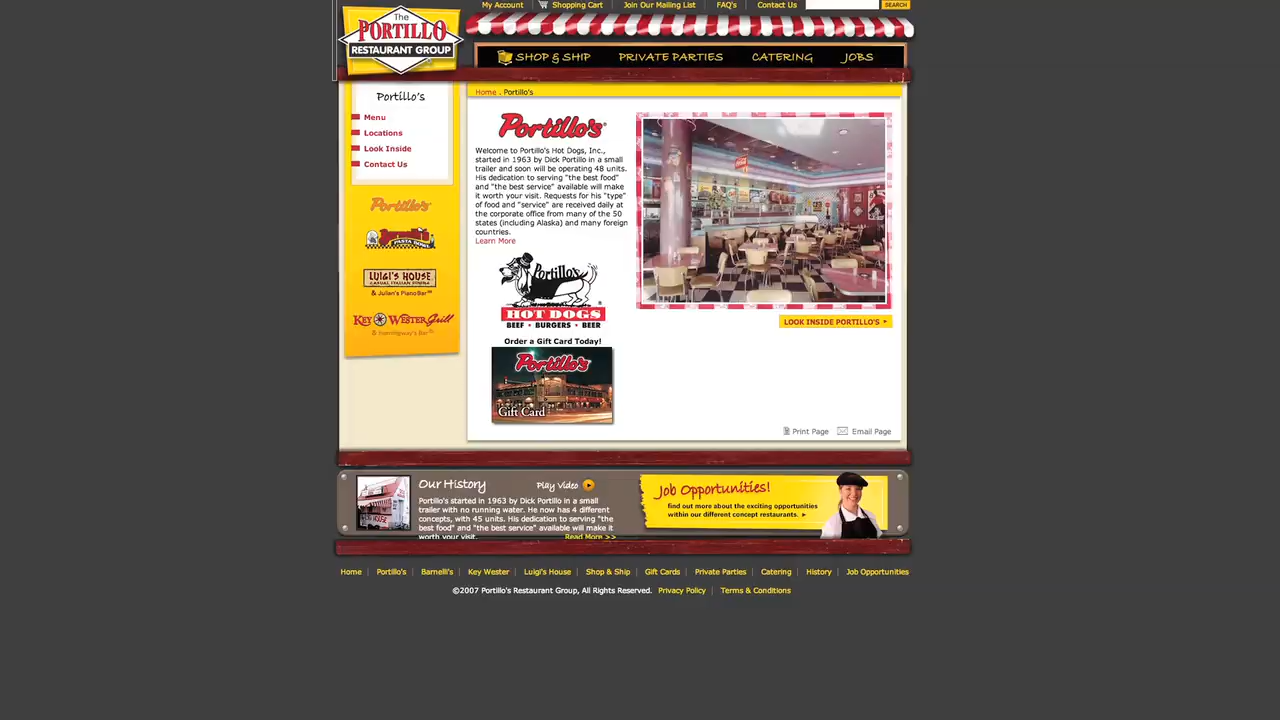 My Account
Shopping Cart
Join Our Mailing List
FAQ's
Contact Us
SEARCH
The
PORTILLO
RESTAURANT GROUP
SHOP & SHIP
PRIVATE PARTIES
CATERING
JOBS
Portillo's
Menu
Locations
Look Inside
Contact Us
Portillo's
PASTA BOWL
LUIGI'S HOUSE
CASUAL ITALIAN DINING
& Julian's PianoBar
KEY WESTER Grill
& Hemmingway's Bar
Home . Portillo's
Portillo's®
Welcome to Portillo's Hot Dogs, Inc.,
started in 1963 by Dick Portillo in a small
trailer and soon will be operating 48 units.
His dedication to serving "the best food"
and "the best service" available will make
it worth your visit. Requests for his "type"
of food and "service" are received daily at
the corporate office from many of the 50
states (including Alaska) and many foreign
countries.
Learn More
Portillo's
HOT DOGS
BEEF • BURGERS • BEER
Order a Gift Card Today!
Portillo's
Gift Card
LOOK INSIDE PORTILLO'S
Print Page
Email Page
Our History
Play Video
Portillo's started in 1963 by Dick Portillo in a small
trailer with no running water. He now has 4 different
concepts, with 45 units. His dedication to serving "the
best food" and "the best service" available will make it
worth your visit.
Read More >>
Job Opportunities!
find out more about the exciting opportunities
within our different concept restaurants.
Home | Portillo's | Barnelli's | Key Wester | Luigi's House | Shop & Ship | Gift Cards | Private Parties | Catering | History | Job Opportunities
©2007 Portillo's Restaurant Group, All Rights Reserved. Privacy Policy | Terms & Conditions